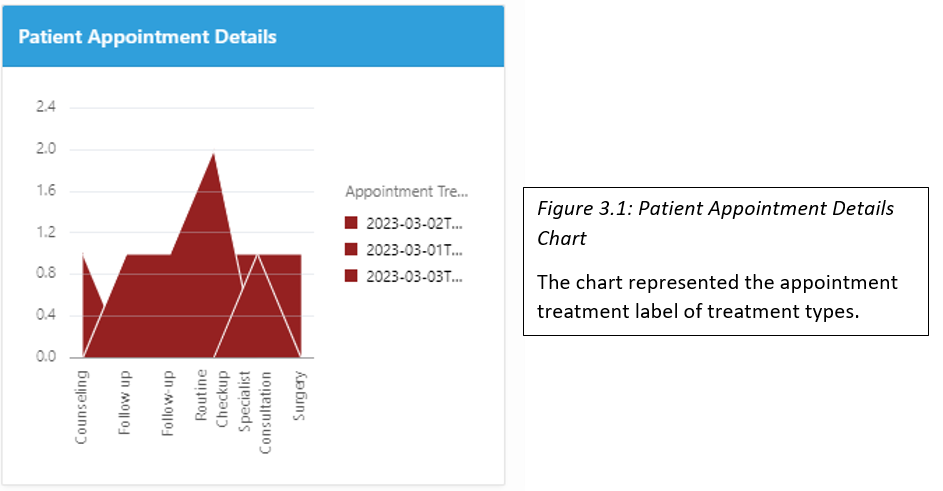 Patient Appointment Details
2.4
2.0
1.6
1.2
0.8
0.4
0.0
Counseling
Follow up
Follow-up
Routine
Checkup
Specialist
Consultation
Surgery
Appointment Tre...
2023-03-02T...
2023-03-01T...
2023-03-03T...
Figure 3.1: Patient Appointment Details
Chart
The chart represented the appointment
treatment label of treatment types.